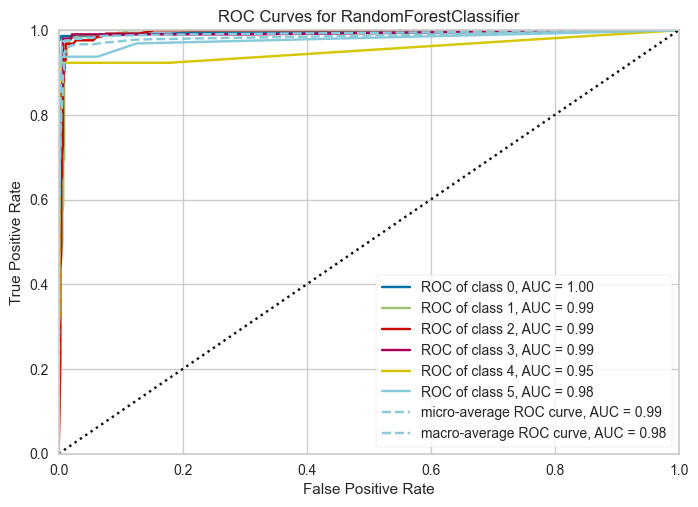 ROC Curves for RandomForestClassifier
1.0
0.8
0.6
0.4
0.2
0.0
True Positive Rate
ROC of class 0, AUC = 1.00
ROC of class 1, AUC = 0.99
ROC of class 2, AUC = 0.99
ROC of class 3, AUC = 0.99
ROC of class 4, AUC = 0.95
ROC of class 5, AUC = 0.98
micro-average ROC curve, AUC = 0.99
macro-average ROC curve, AUC = 0.98
0.0 0.2 0.4 0.6 0.8 1.0
False Positive Rate